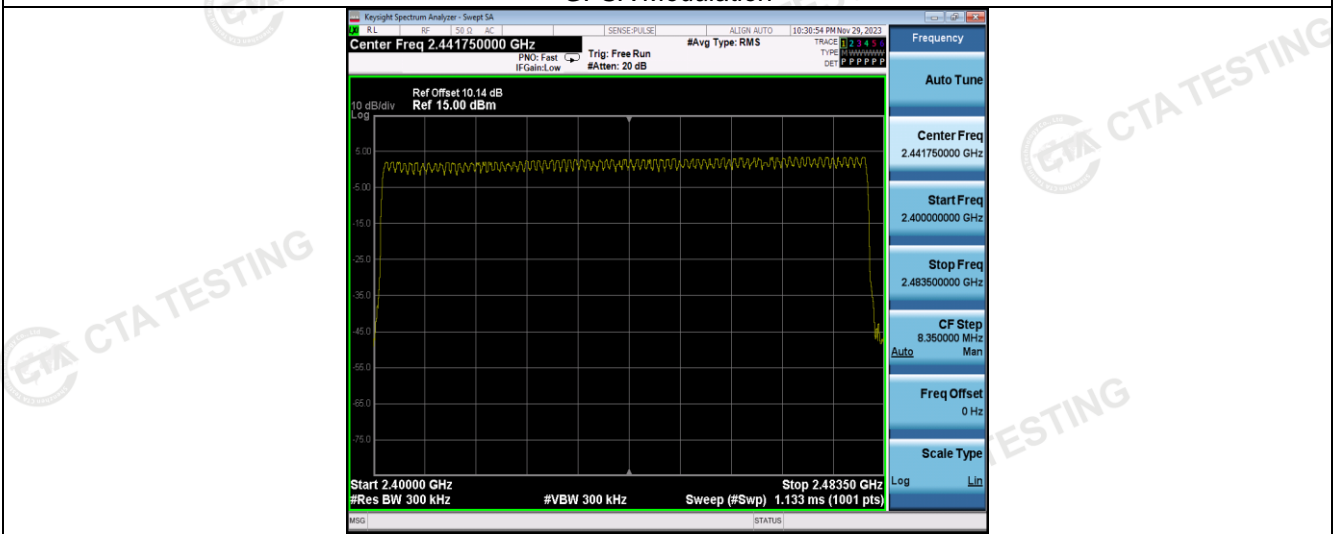 Keysight Spectrum Analyzer - Swept SA
RL RF 50 Ω AC SENSE:PULSE ALIGN AUTO 10:30:54 PM Nov 29, 2023
Center Freq 2.441750000 GHz
PNO: Fast
IFGain:Low
Trig: Free Run
#Atten: 20 dB
#Avg Type: RMS
TRACE 1 2 3 4 5 6
TYPE M WWWWW
DET P P P P P P
Ref Offset 10.14 dB
10 dB/div Ref 15.00 dBm
Log
5.00
-5.00
-15.0
-25.0
-35.0
-45.0
-55.0
-65.0
-75.0
Start 2.40000 GHz
Stop 2.48350 GHz
#Res BW 300 kHz
#VBW 300 kHz
Sweep (#Swp) 1.133 ms (1001 pts)
MSG
STATUS
Frequency
Auto Tune
Center Freq
2.441750000 GHz
Start Freq
2.400000000 GHz
Stop Freq
2.483500000 GHz
CF Step
8.350000 MHz
Auto Man
Freq Offset
0 Hz
Scale Type
Log Lin
CTA TESTING
CTA TESTING
TESTING